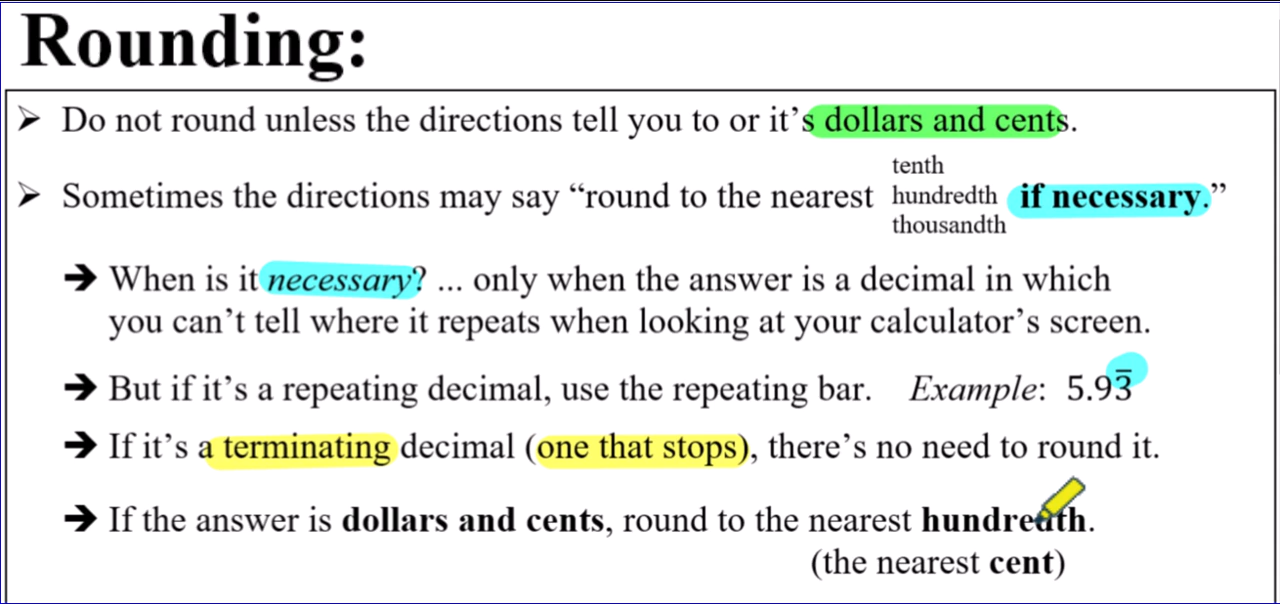 Rounding:
➢ Do not round unless the directions tell you to or it’s dollars and cents.
tenth
➢ Sometimes the directions may say “round to the nearest hundredth if necessary.”
thousandth
➔ When is it necessary? ... only when the answer is a decimal in which
you can’t tell where it repeats when looking at your calculator’s screen.
➔ But if it’s a repeating decimal, use the repeating bar. Example: 5.93̅
➔ If it’s a terminating decimal (one that stops), there’s no need to round it.
➔ If the answer is dollars and cents, round to the nearest hundredth.
(the nearest cent)